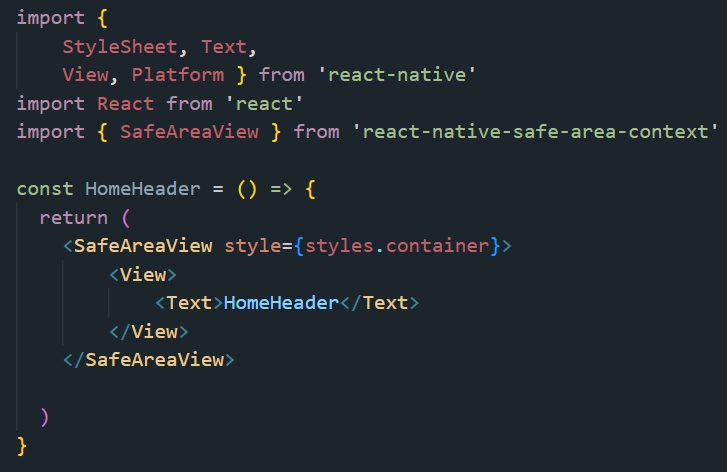 import {
    StyleSheet, Text,
    View, Platform } from 'react-native'
import React from 'react'
import { SafeAreaView } from 'react-native-safe-area-context'

const HomeHeader = () => {
  return (
    <SafeAreaView style={styles.container}>
        <View>
            <Text>HomeHeader</Text>
        </View>
    </SafeAreaView>

  )
}